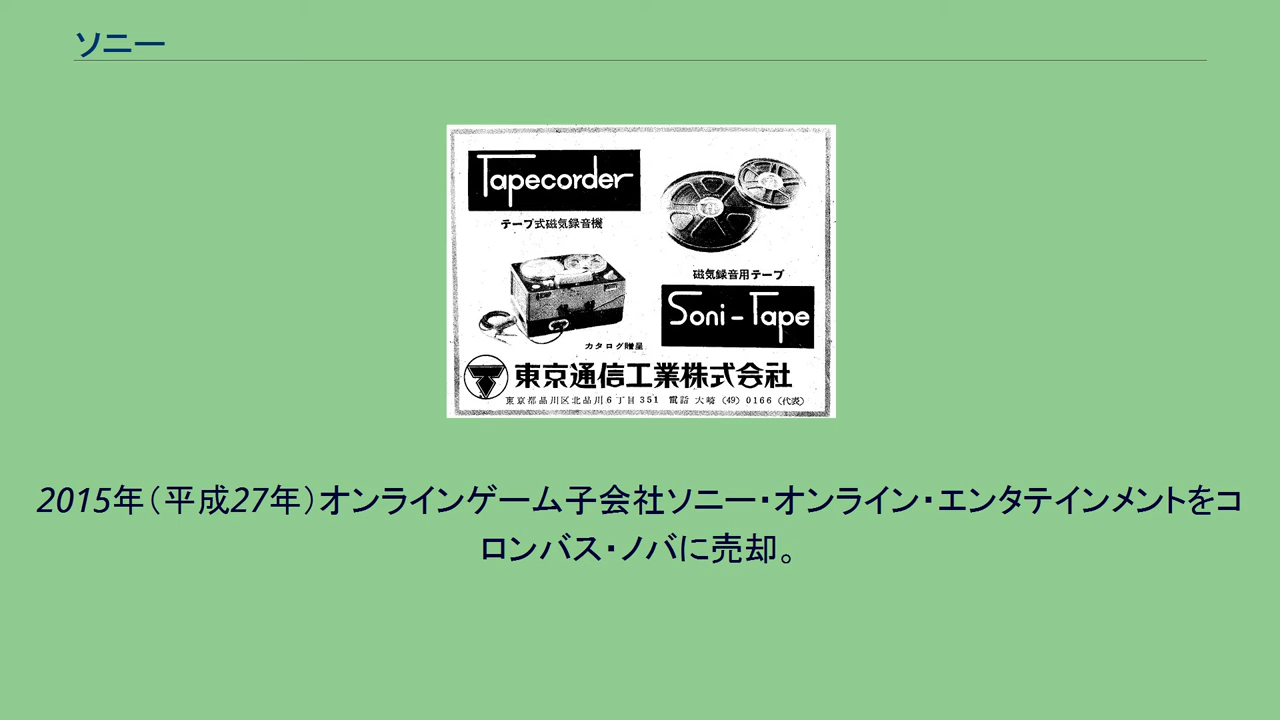 ソニー
Tapecorder
テープ式磁気録音機
磁気録音用テープ
Soni-Tape
カタログ贈呈
東京通信工業株式会社
東京都品川区北品川6丁目351 電話 大崎 (49) 0166 (代表)
2015年（平成27年）オンラインゲーム子会社ソニー・オンライン・エンタテインメントをコ
ロンバス・ノバに売却。